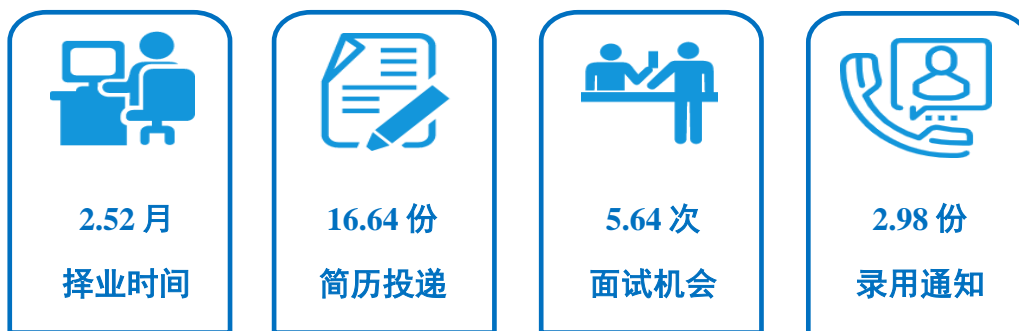 2.52 月
择业时间
16.64 份
简历投递
5.64 次
面试机会
2.98 份
录用通知